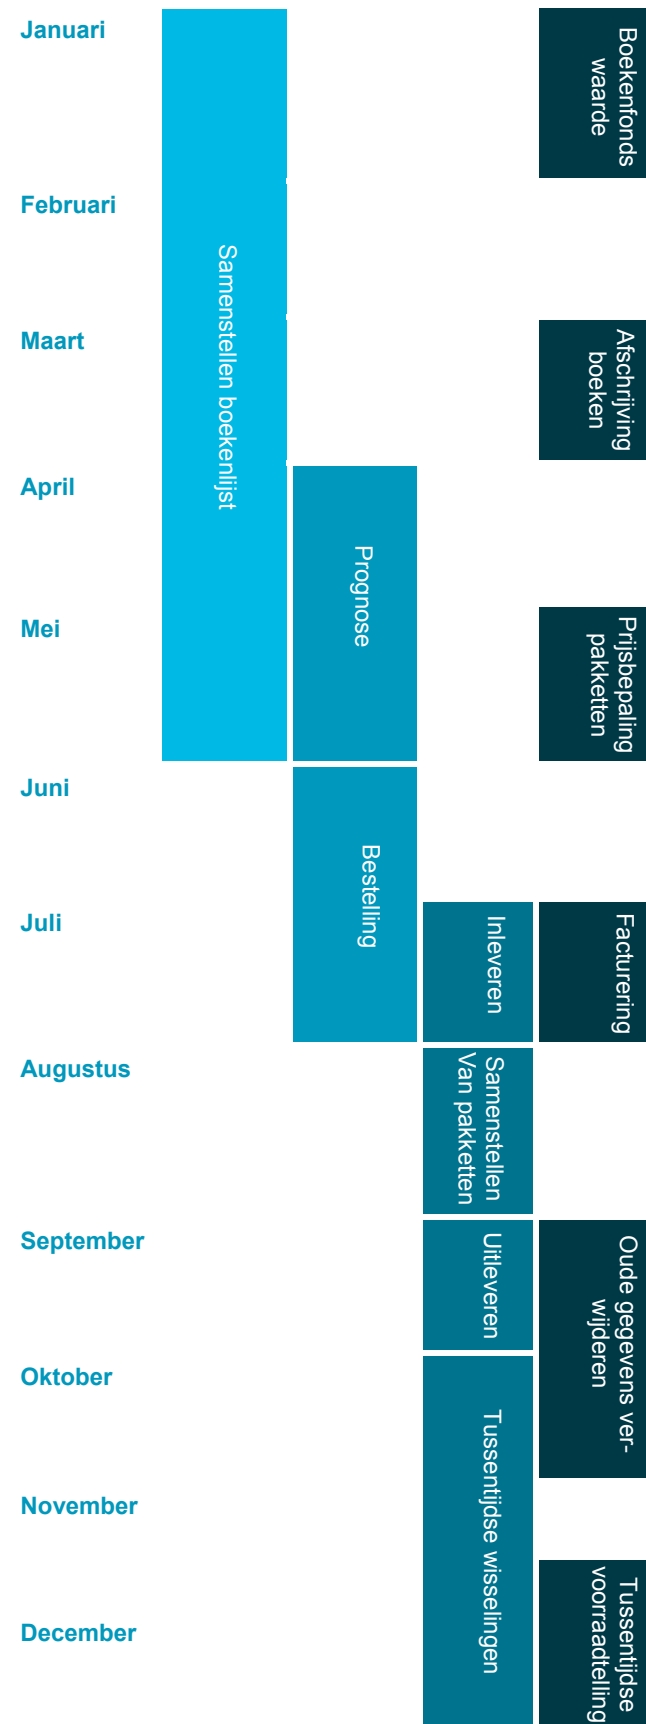 Januari
Februari
Maart
April
Mei
Juni
Juli
Augustus
September
Oktober
November
December
Samenstellen boekenlijst
Prognose
Bestelling
Inleveren
Samenstellen
Van pakketten
Uitleveren
Tussentijdse wisselingen
Boekenfonds
waarde
Afschrijving
boeken
Prijsbepaling
pakketten
Facturering
Oude gegevens ver-
wijderen
Tussentijdse
voorraadtelling